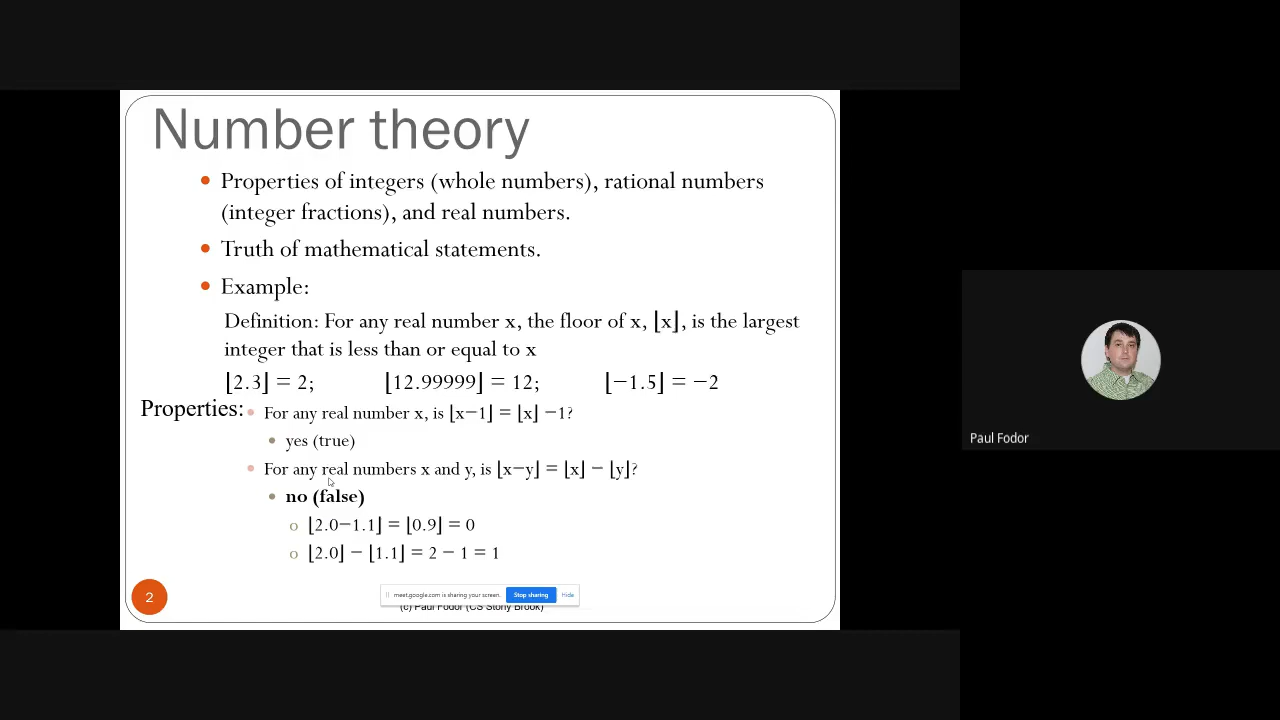 Number theory
• Properties of integers (whole numbers), rational numbers
(integer fractions), and real numbers.
• Truth of mathematical statements.
• Example:
Definition: For any real number x, the floor of x, ⌊x⌋, is the largest
integer that is less than or equal to x
⌊2.3⌋ = 2; ⌊12.99999⌋ = 12; ⌊−1.5⌋ = −2
Properties: • For any real number x, is ⌊x−1⌋ = ⌊x⌋ −1?
• yes (true)
• For any real numbers x and y, is ⌊x−y⌋ = ⌊x⌋ − ⌊y⌋?
• no (false)
o ⌊2.0−1.1⌋ = ⌊0.9⌋ = 0
o ⌊2.0⌋ − ⌊1.1⌋ = 2 − 1 = 1
2
meet.google.com is sharing your screen. Stop sharing Hide
(c) Paul Fodor (CS Stony Brook)
Paul Fodor